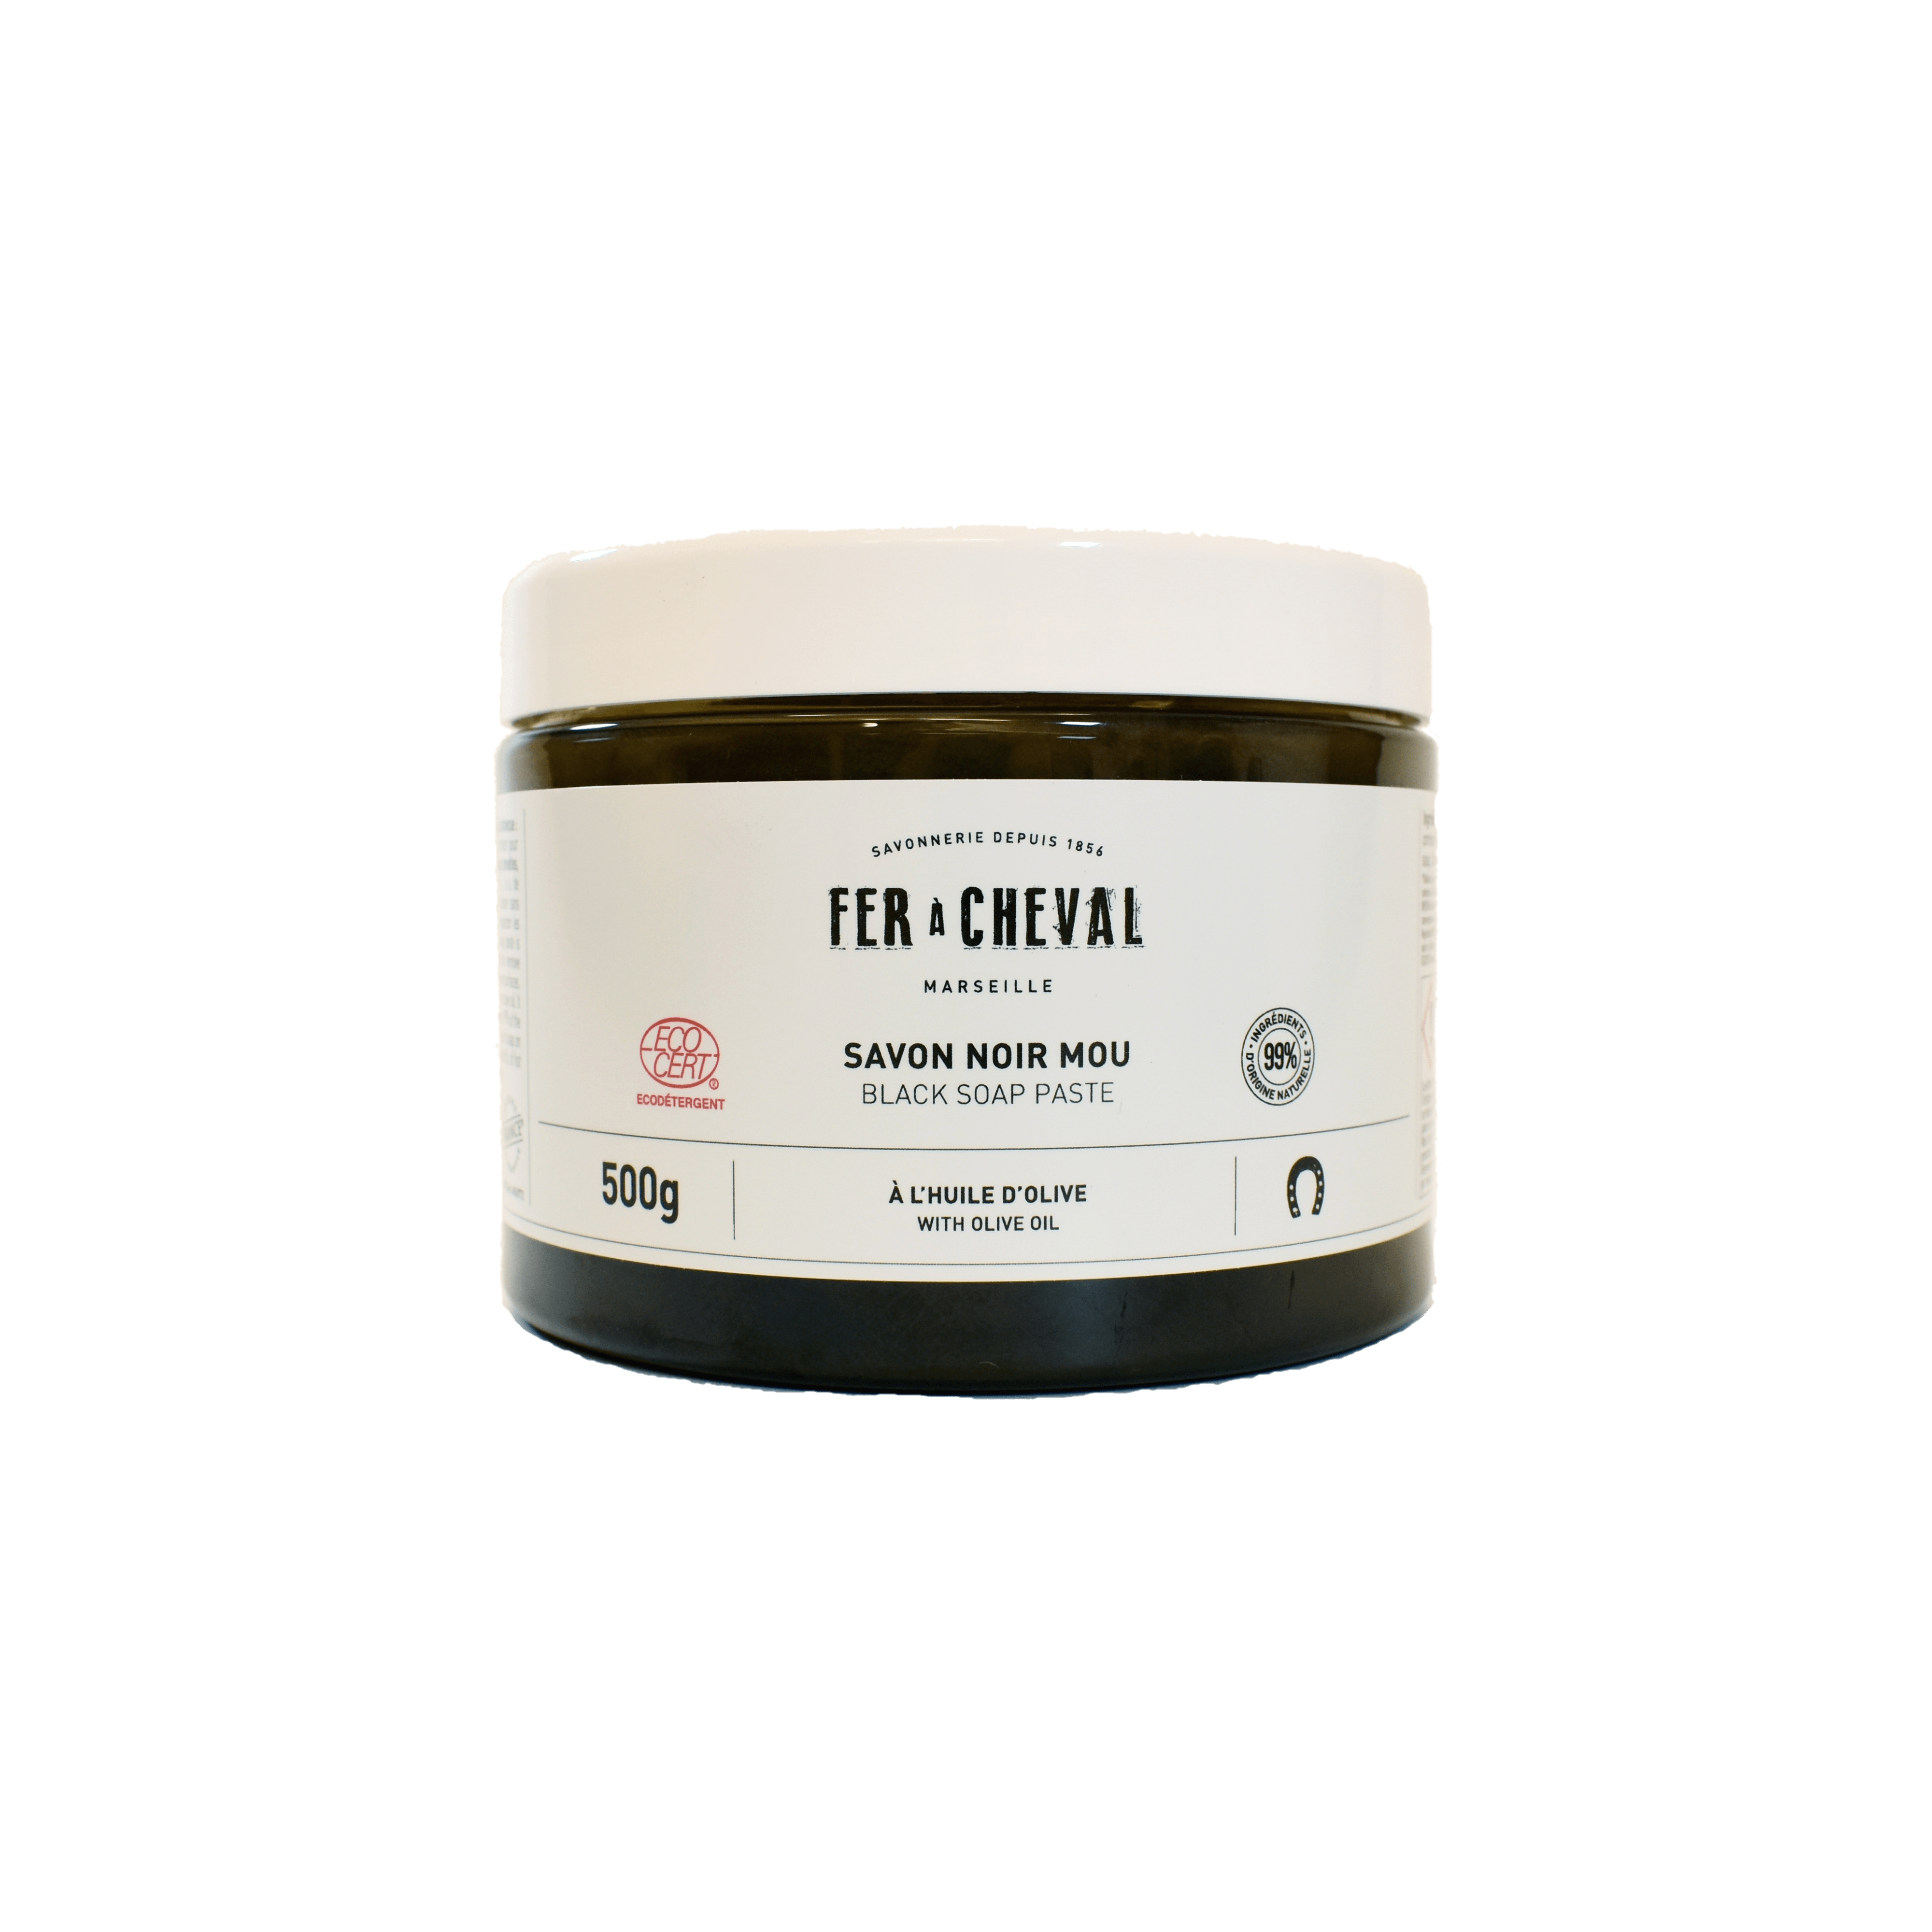 SAVONNERIE DEPUIS 1856
FER À CHEVAL
MARSEILLE
ECO
CERT
®
ECODÉTERGENT
SAVON NOIR MOU
BLACK SOAP PASTE
• INGRÉDIENTS •
D'ORIGINE NATURELLE
99%
500g
À L'HUILE D'OLIVE
WITH OLIVE OIL